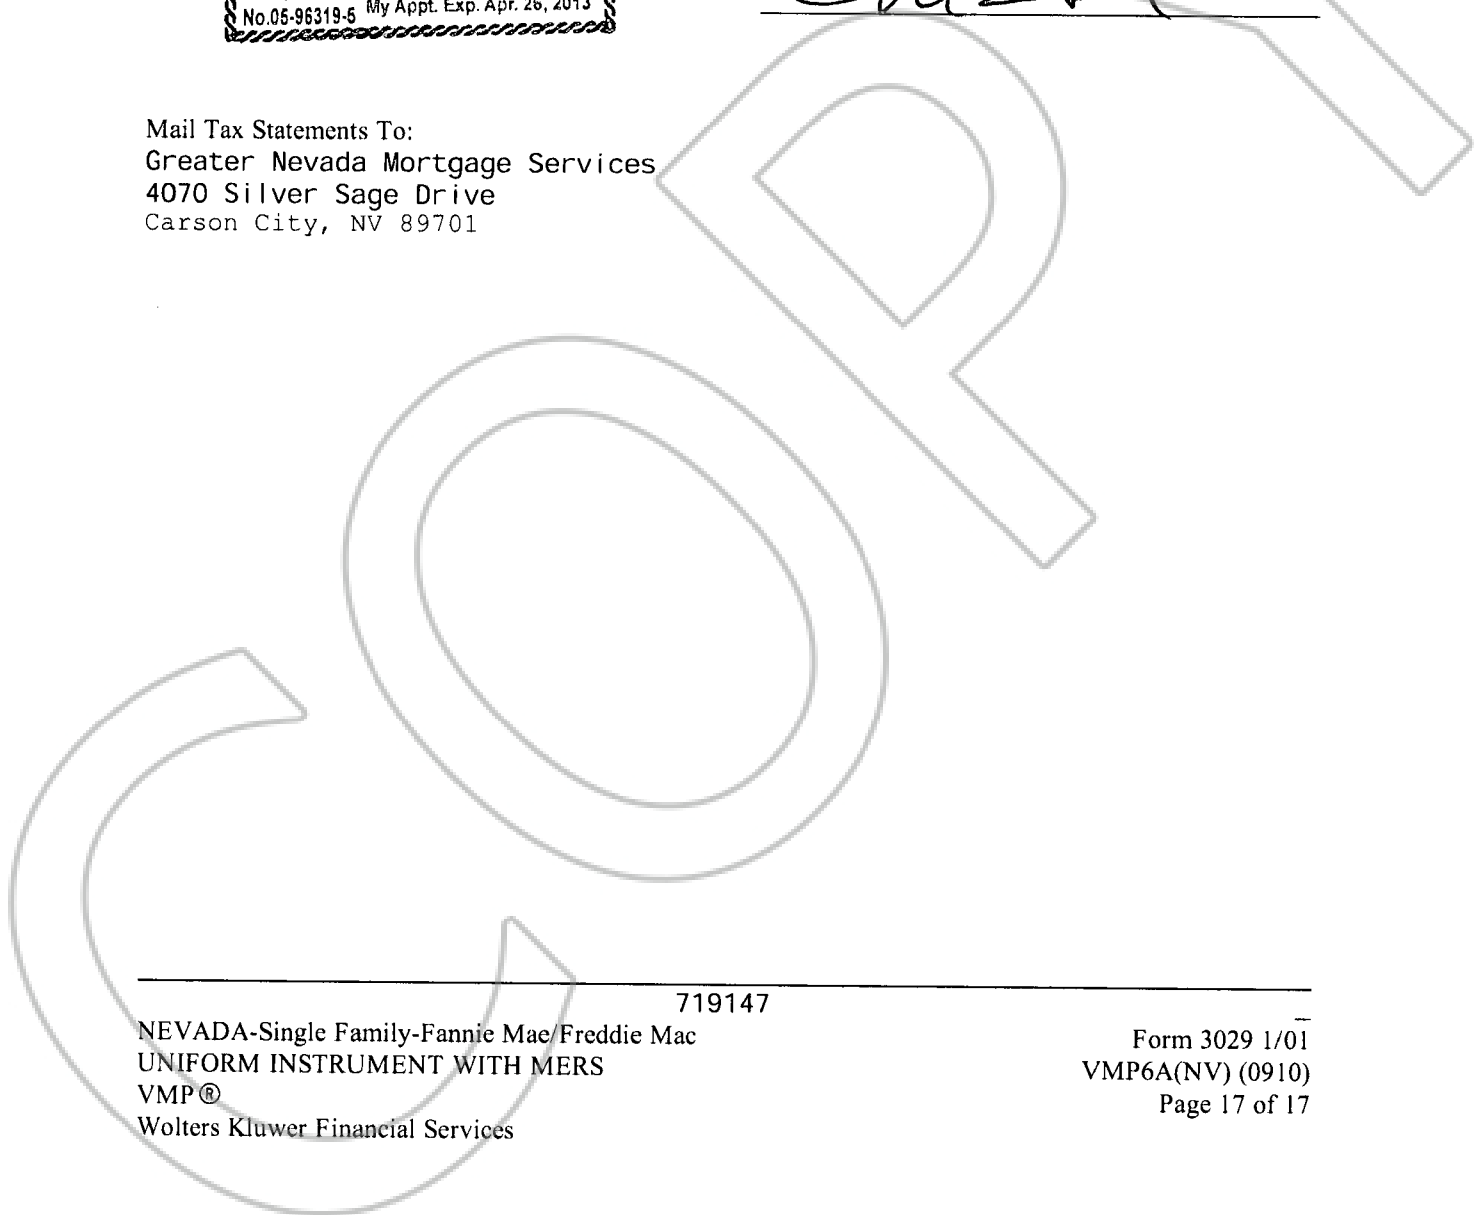 No.05-96319-5 My Appt. Exp. Apr. 26, 2013
Mail Tax Statements To:
Greater Nevada Mortgage Services
4070 Silver Sage Drive
Carson City, NV 89701
COPY
719147
NEVADA-Single Family-Fannie Mae/Freddie Mac
UNIFORM INSTRUMENT WITH MERS
VMP®
Wolters Kluwer Financial Services
Form 3029 1/01
VMP6A(NV) (0910)
Page 17 of 17